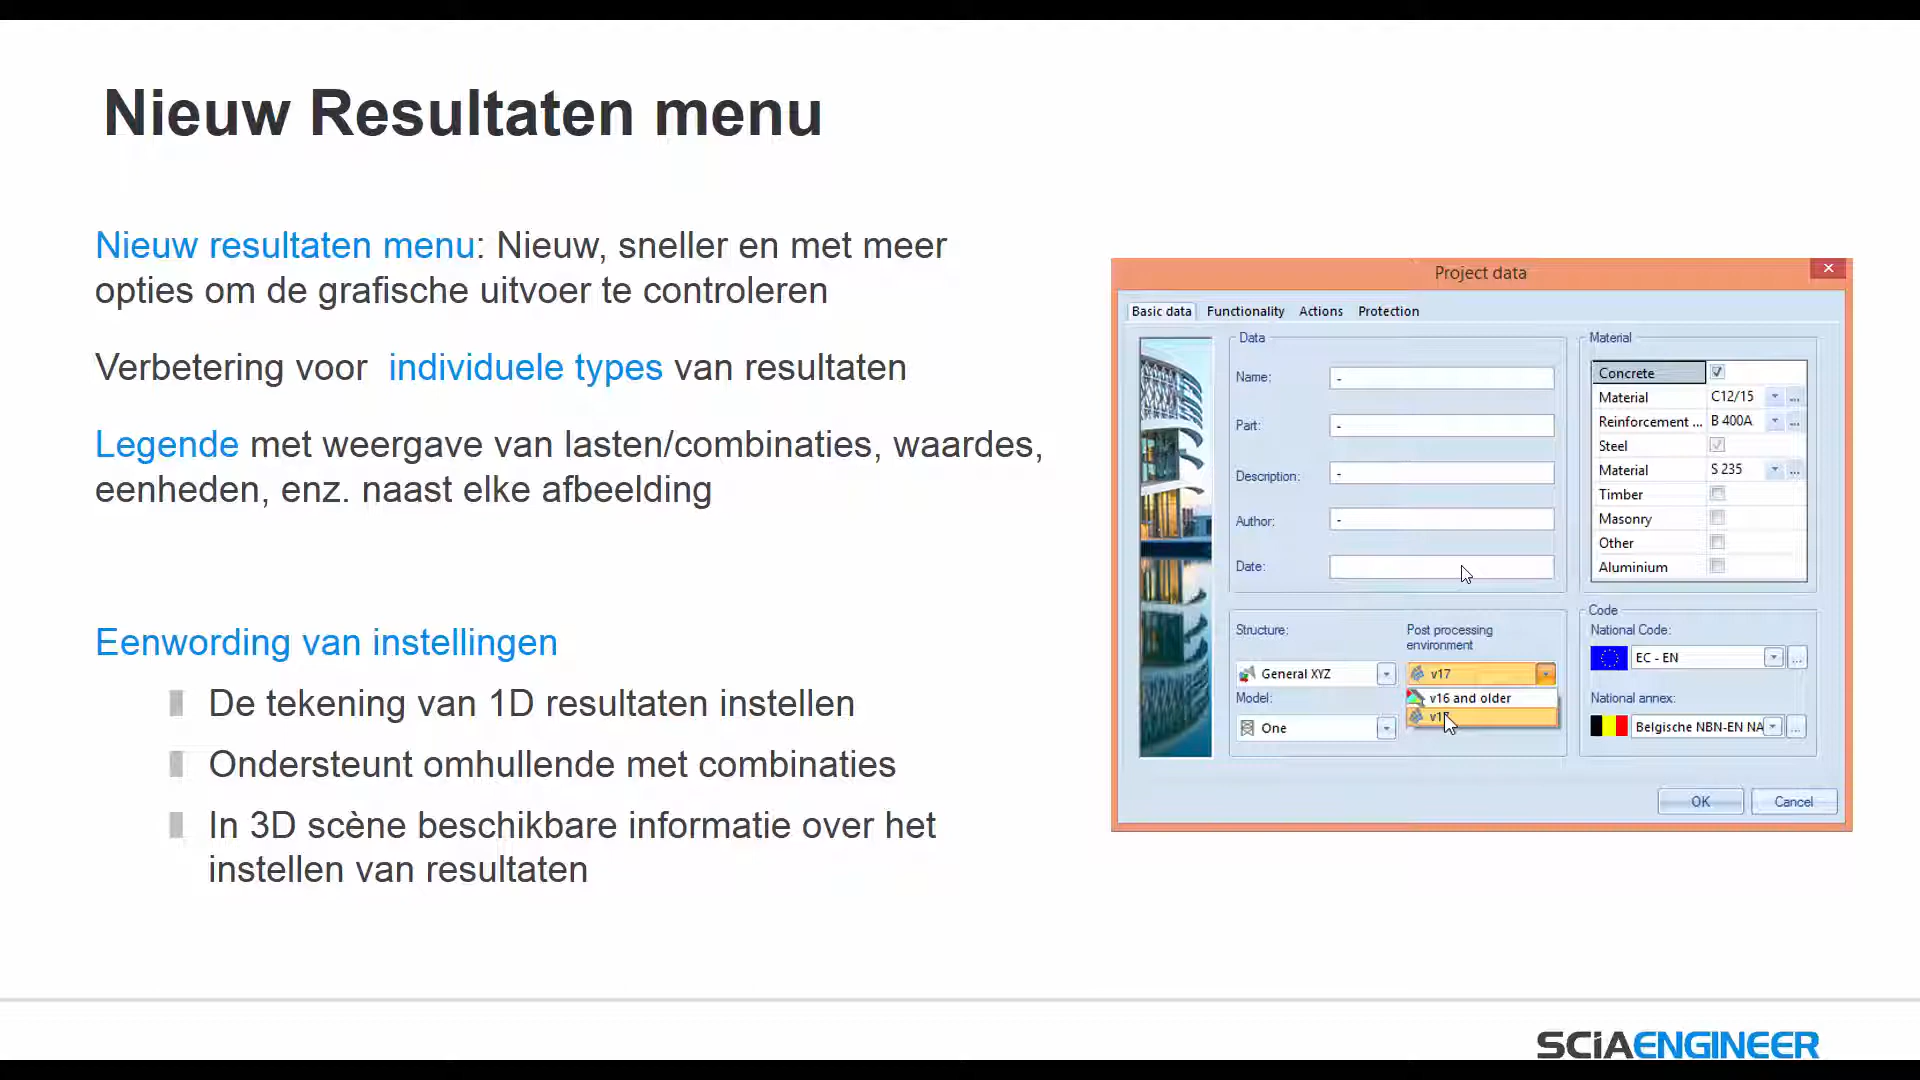 Nieuw Resultaten menu
Nieuw resultaten menu: Nieuw, sneller en met meer
opties om de grafische uitvoer te controleren
Verbetering voor individuele types van resultaten
Legende met weergave van lasten/combinaties, waardes,
eenheden, enz. naast elke afbeelding
Eenwording van instellingen
De tekening van 1D resultaten instellen
Ondersteunt omhullende met combinaties
In 3D scène beschikbare informatie over het
instellen van resultaten
Project data
Basic data Functionality Actions Protection
Data
Name: -
Part: -
Description: -
Author: -
Date:
Structure:
General XYZ
Model:
One
Post processing
environment
v17
v16 and older
Material
Concrete
Material C12/15 ...
Reinforcement ... B 400A ...
Steel
Material S 235 ...
Timber
Masonry
Other
Aluminium
Code
National Code:
EC - EN ...
National annex:
Belgische NBN-EN NA ...
OK Cancel
SCiAENGINEER